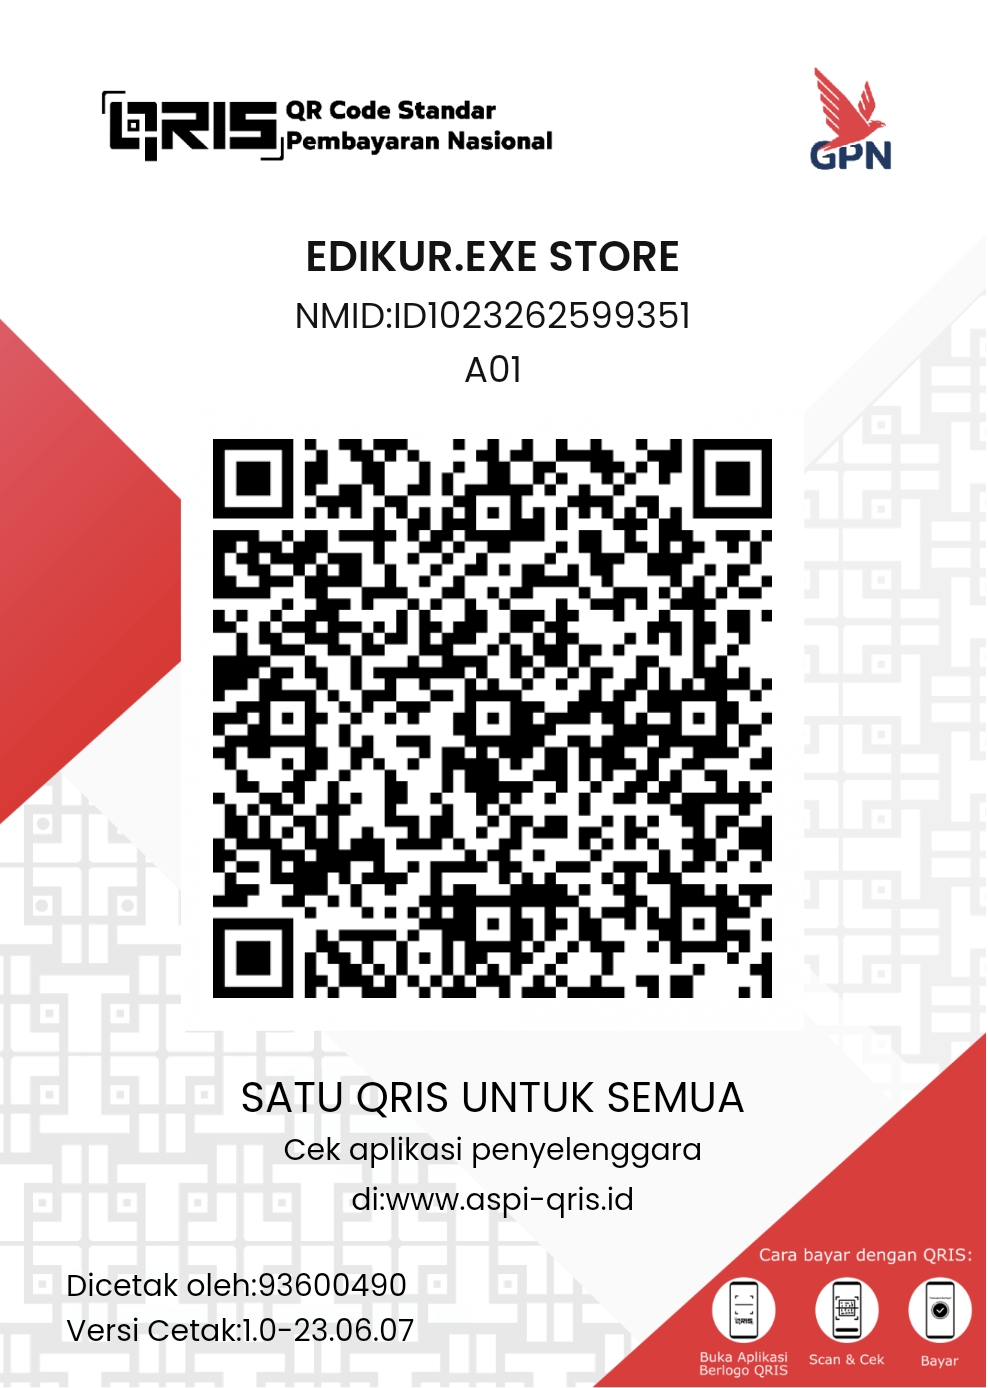 QRIS QR Code Standar
Pembayaran Nasional
GPN
EDIKUR.EXE STORE
NMID:ID1023262599351
A01
SATU QRIS UNTUK SEMUA
Cek aplikasi penyelenggara
di:www.aspi-qris.id
Dicetak oleh:93600490
Versi Cetak:1.0-23.06.07
Cara bayar dengan QRIS:
QRIS
Buka Aplikasi
Berlogo QRIS
Scan & Cek
Bayar